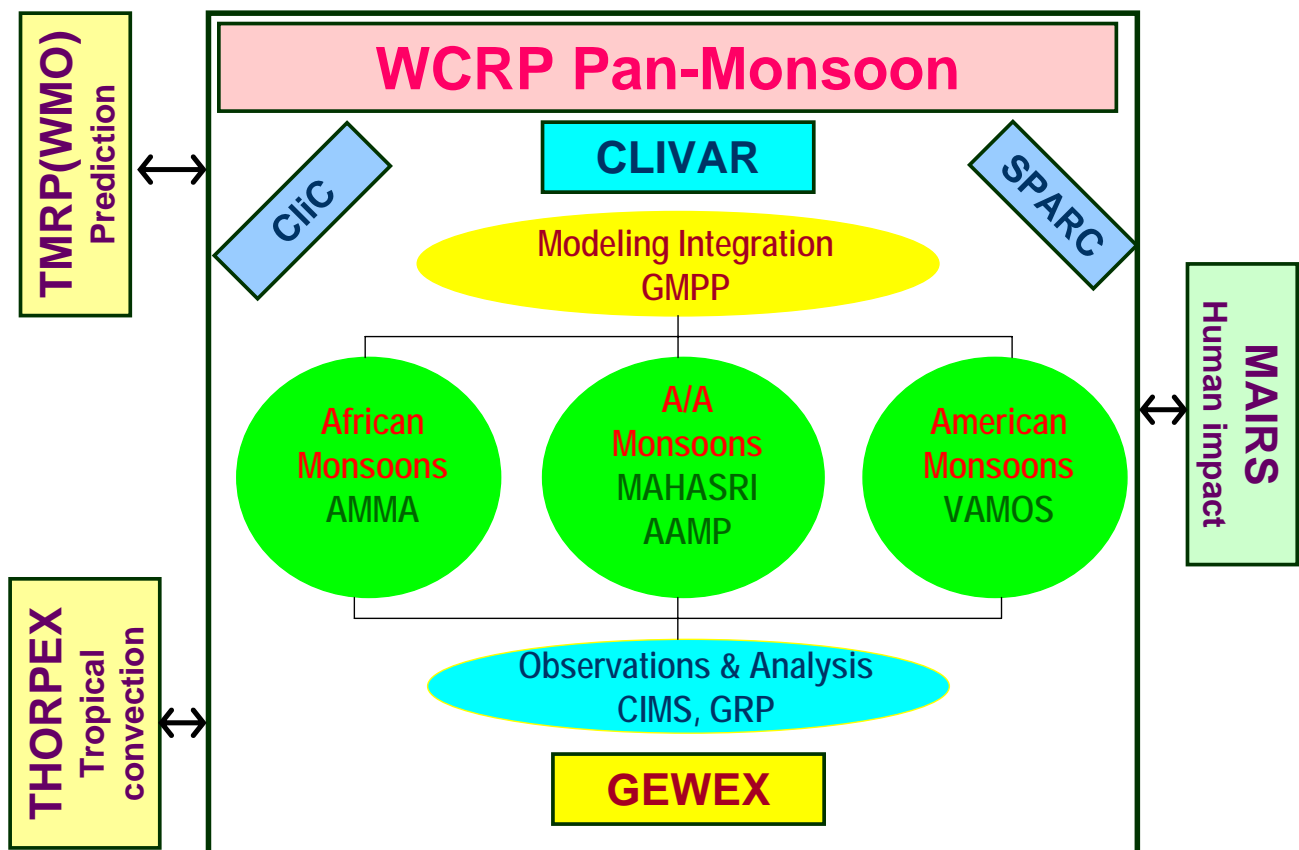 WCRP Pan-Monsoon
TMRP(WMO)
Prediction
CliC
CLIVAR
SPARC
Modeling Integration
GMPP
MAIRS
Human impact
African
Monsoons
AMMA
A/A
Monsoons
MAHASRI
AAMP
American
Monsoons
VAMOS
THORPEX
Tropical
convection
Observations & Analysis
CIMS, GRP
GEWEX